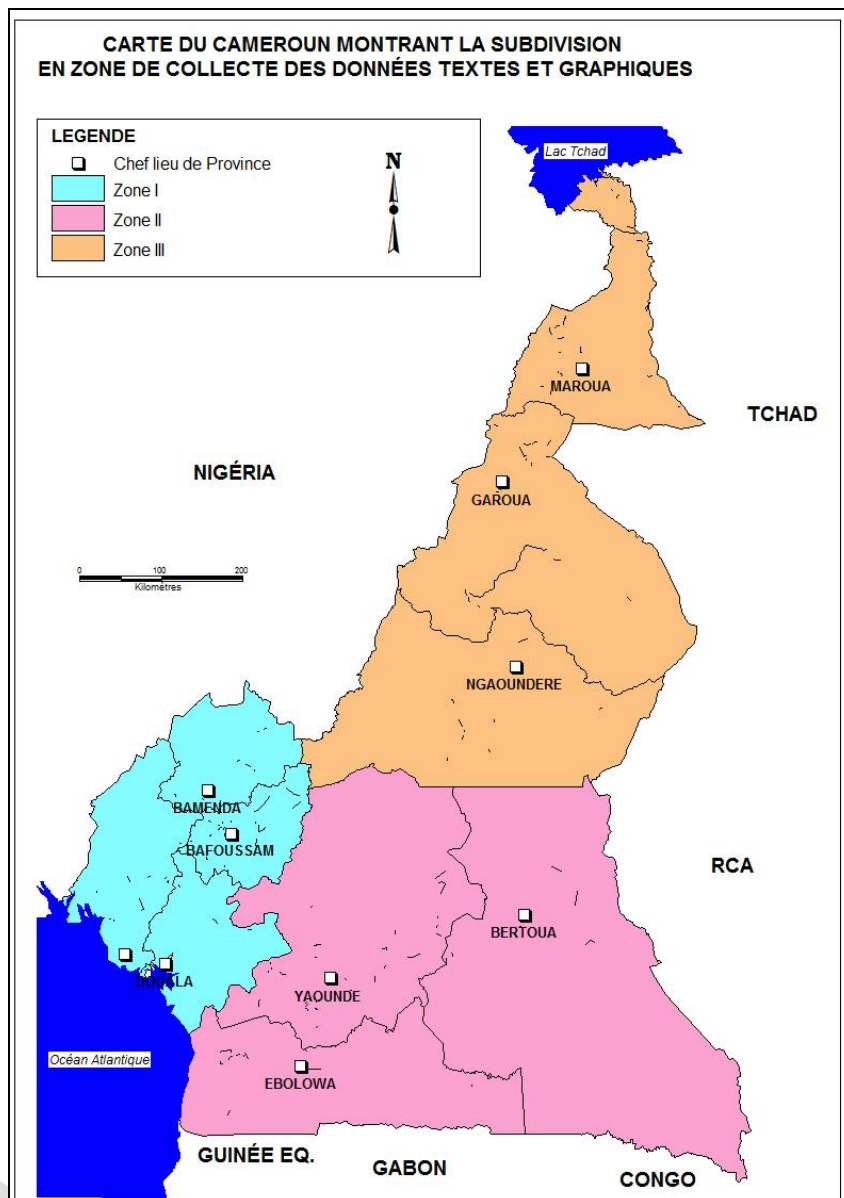 CARTE DU CAMEROUN MONTRANT LA SUBDIVISION
EN ZONE DE COLLECTE DES DONNÉES TEXTES ET GRAPHIQUES
LEGENDE
Chef lieu de Province
Zone I
Zone II
Zone III
N
Lac Tchad
MAROUA
TCHAD
NIGÉRIA
GAROUA
0 100 200
Kilomètres
NGAOUNDERE
BAMENDA
BAFOUSSAM
RCA
BERTOUA
DOUALA
YAOUNDE
Océan Atlantique
EBOLOWA
GUINÉE EQ.
GABON
CONGO